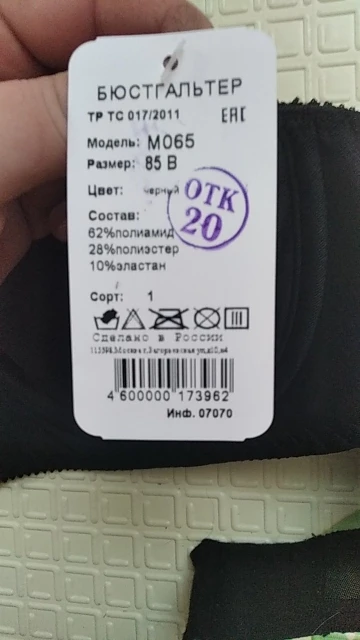 БЮСТГАЛЬТЕР
ТР ТС 017/2011 ЕАС
Модель: М065
Размер: 85 В
Цвет: черный
ОТК
20
Состав:
62%полиамид
28%полиэстер
10%эластан
Сорт: 1
Сделано в России
4 600000 173962
Инф. 07070